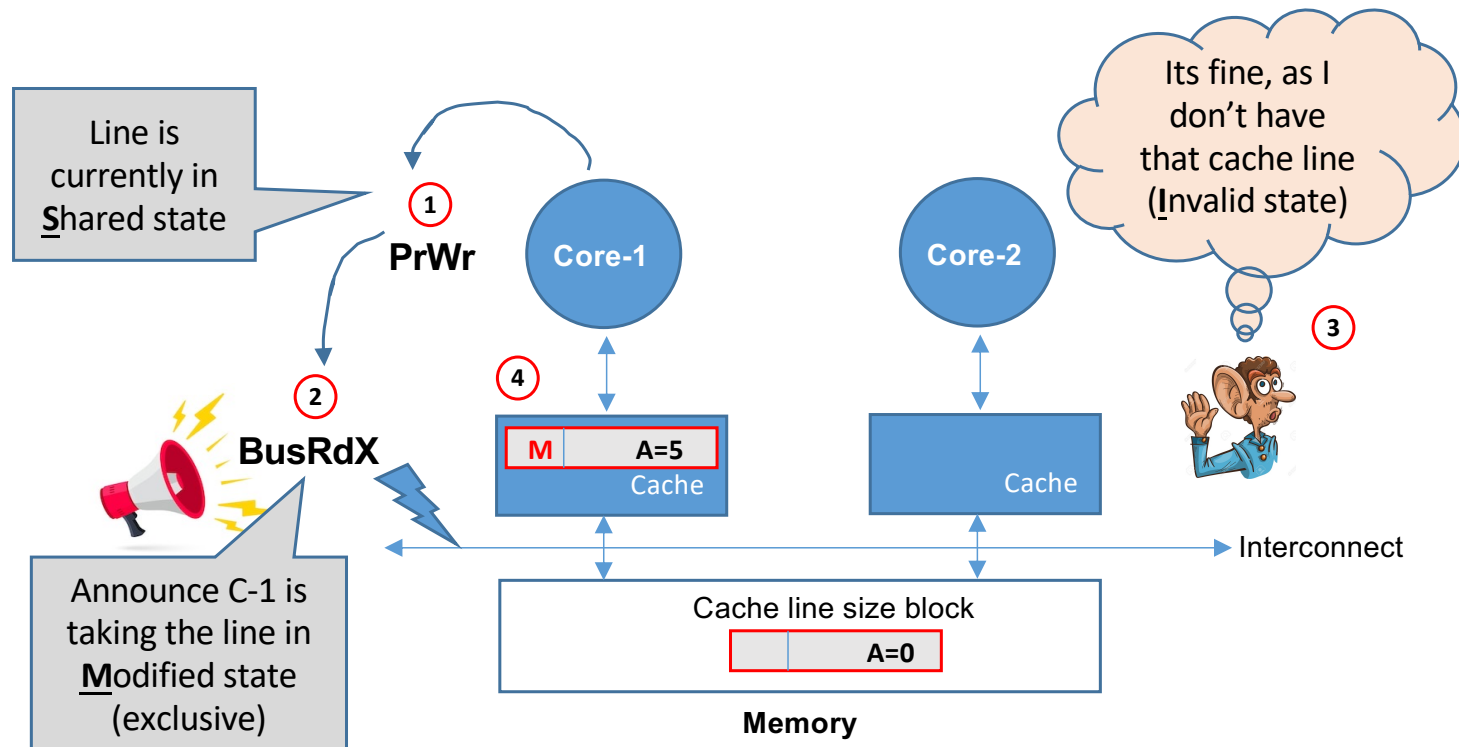 Line is
currently in
Shared state
1
PrWr
2
BusRdX
Announce C-1 is
taking the line in
Modified state
(exclusive)
Core-1
Core-2
Its fine, as I
don't have
that cache line
(Invalid state)
3
4
M A=5
Cache
Cache
Interconnect
Cache line size block
A=0
Memory